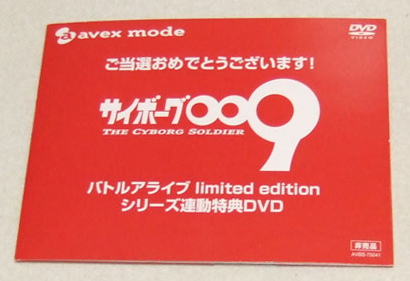 avex mode
DVD
VIDEO
ご当選おめでとうございます!
サイボーグ009
THE CYBORG SOLDIER
バトルアライブ limited edition
シリーズ連動特典DVD
非売品